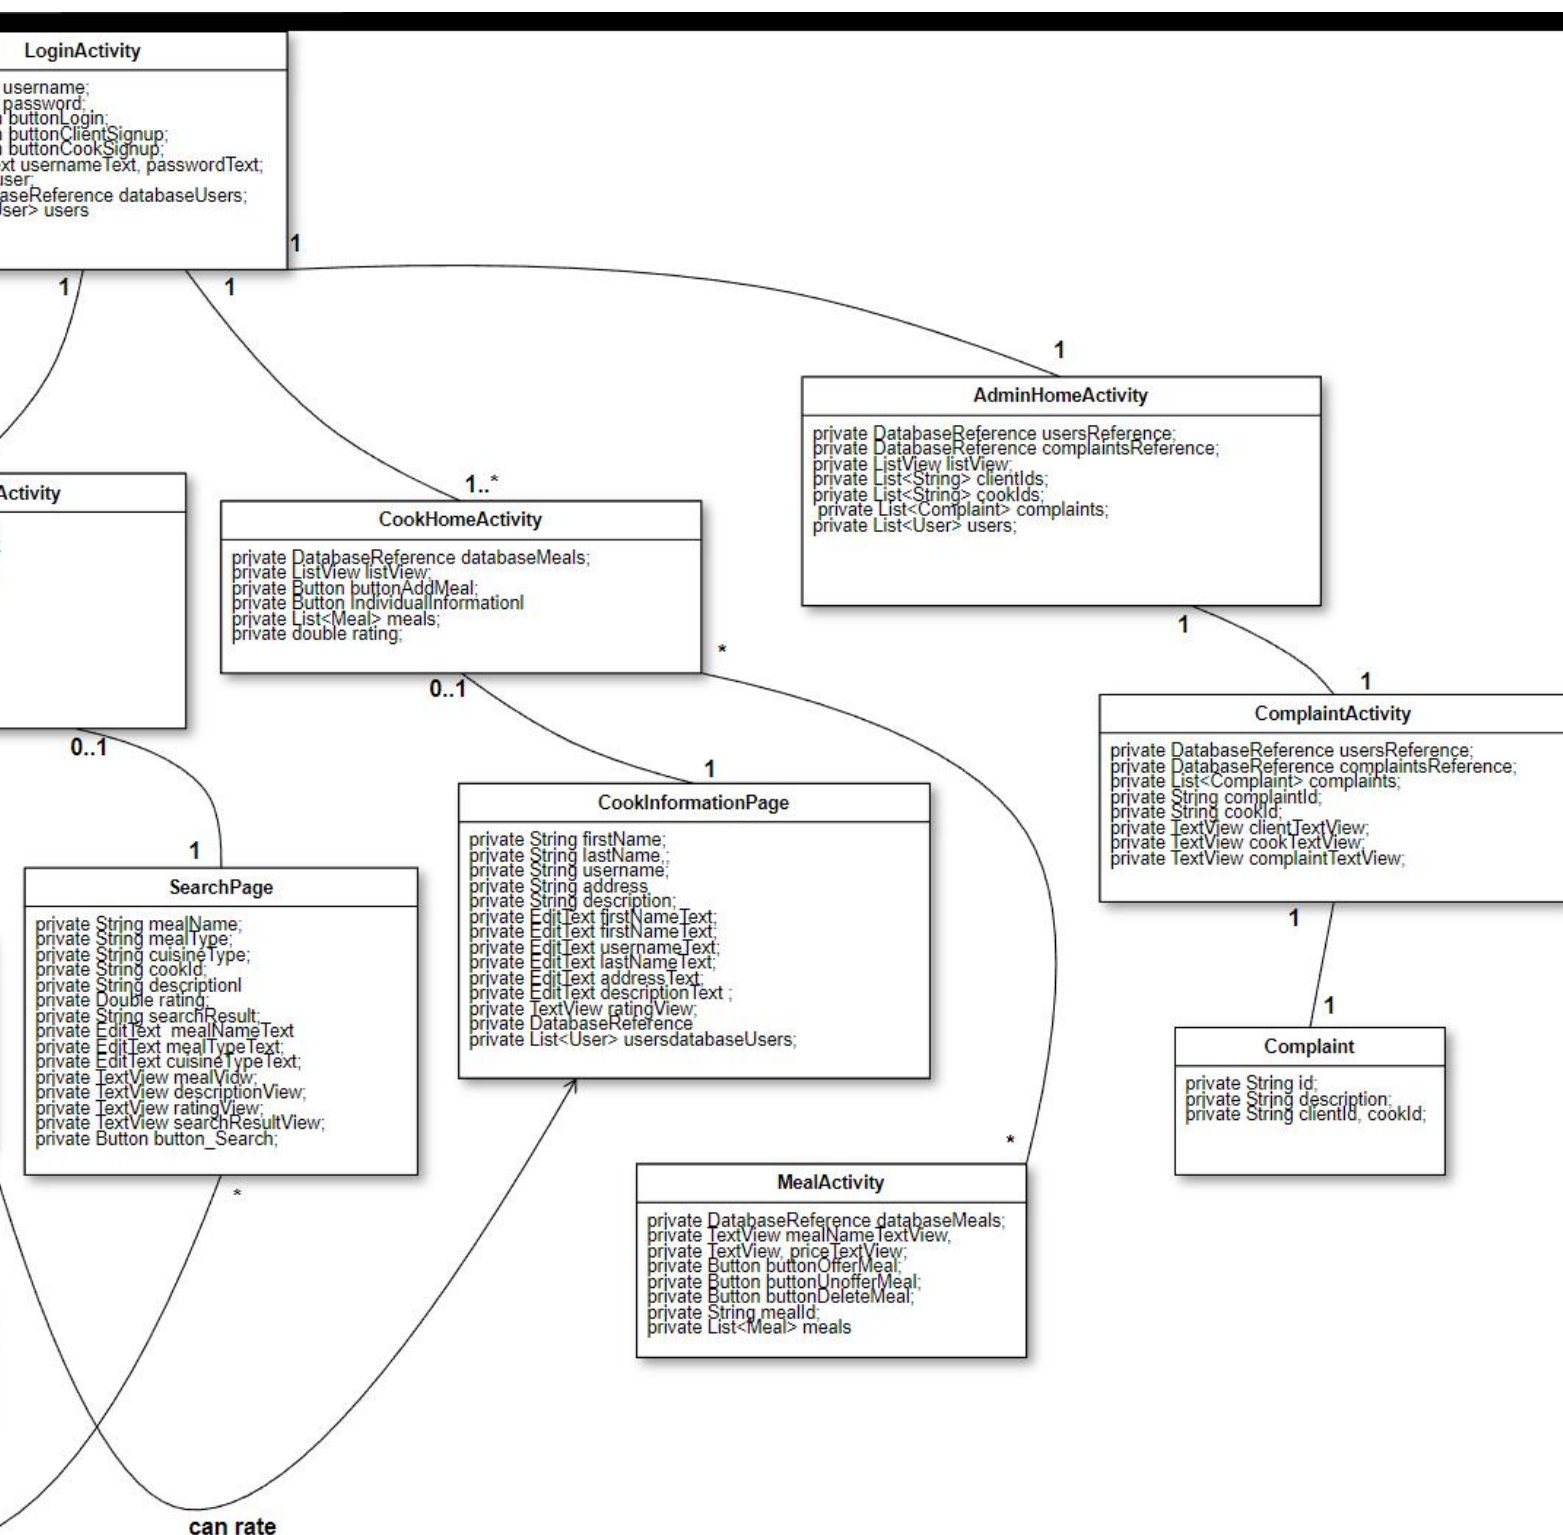 LoginActivity
username;
password;
buttonLogin;
buttonClientSignup;
buttonCookSignup;
usernameText, passwordText;
databaseUsers;
users
1
1
1
1
AdminHomeActivity
private DatabaseReference usersReference;
private DatabaseReference complaintsReference;
private ListView listView;
private List<String> clientIds;
private List<String> cookIds;
private List<Complaint> complaints;
private List<User> users;
1
Activity
1..*
CookHomeActivity
private DatabaseReference databaseMeals;
private ListView listView;
private Button buttonAddMeal;
private Button IndividualInformationl
private List<Meal> meals;
private double rating;
*
0..1
0..1
1
ComplaintActivity
private DatabaseReference usersReference;
private DatabaseReference complaintsReference;
private List<Complaint> complaints;
private String complaintId;
private String cookId;
private TextView clientTextView;
private TextView cookTextView;
private TextView complaintTextView;
1
1
CookInformationPage
private String firstName;
private String lastName,;
private String username;
private String address
private String description;
private EditText firstNameText;
private EditText firstNameText;
private EditText usernameText;
private EditText lastNameText;
private EditText addressText;
private EditText descriptionText ;
private TextView ratingView;
private DatabaseReference
private List<User> usersdatabaseUsers;
1
SearchPage
private String mealName;
private String mealType;
private String cuisineType;
private String cookId;
private String descriptionl
private Double rating;
private String searchResult;
private EditText mealNameText
private EditText mealTypeText;
private EditText cuisineTypeText;
private TextView mealVidw;
private TextView descriptionView;
private TextView ratingView;
private TextView searchResultView;
private Button button_Search;
*
1
Complaint
private String id;
private String description;
private String clientId, cookId;
*
MealActivity
private DatabaseReference databaseMeals;
private TextView mealNameTextView,
private TextView, priceTextView;
private Button buttonOfferMeal;
private Button buttonUnofferMeal;
private Button buttonDeleteMeal;
private String mealId;
private List<Meal> meals
can rate